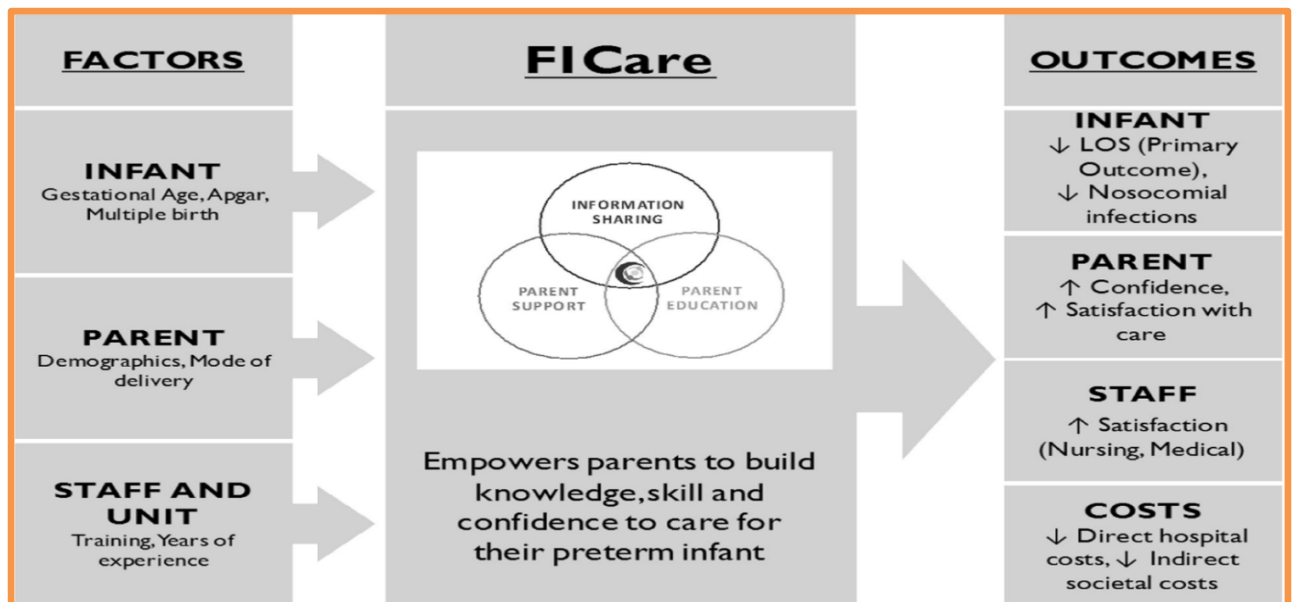 FACTORS
INFANT
Gestational Age, Apgar,
Multiple birth
PARENT
Demographics, Mode of
delivery
STAFF AND
UNIT
Training, Years of
experience
FICare
INFORMATION
SHARING
PARENT
SUPPORT
PARENT
EDUCATION
Empowers parents to build
knowledge, skill and
confidence to care for
their preterm infant
OUTCOMES
INFANT
↓ LOS (Primary
Outcome),
↓ Nosocomial
infections
PARENT
↑ Confidence,
↑ Satisfaction with
care
STAFF
↑ Satisfaction
(Nursing, Medical)
COSTS
↓ Direct hospital
costs, ↓ Indirect
societal costs